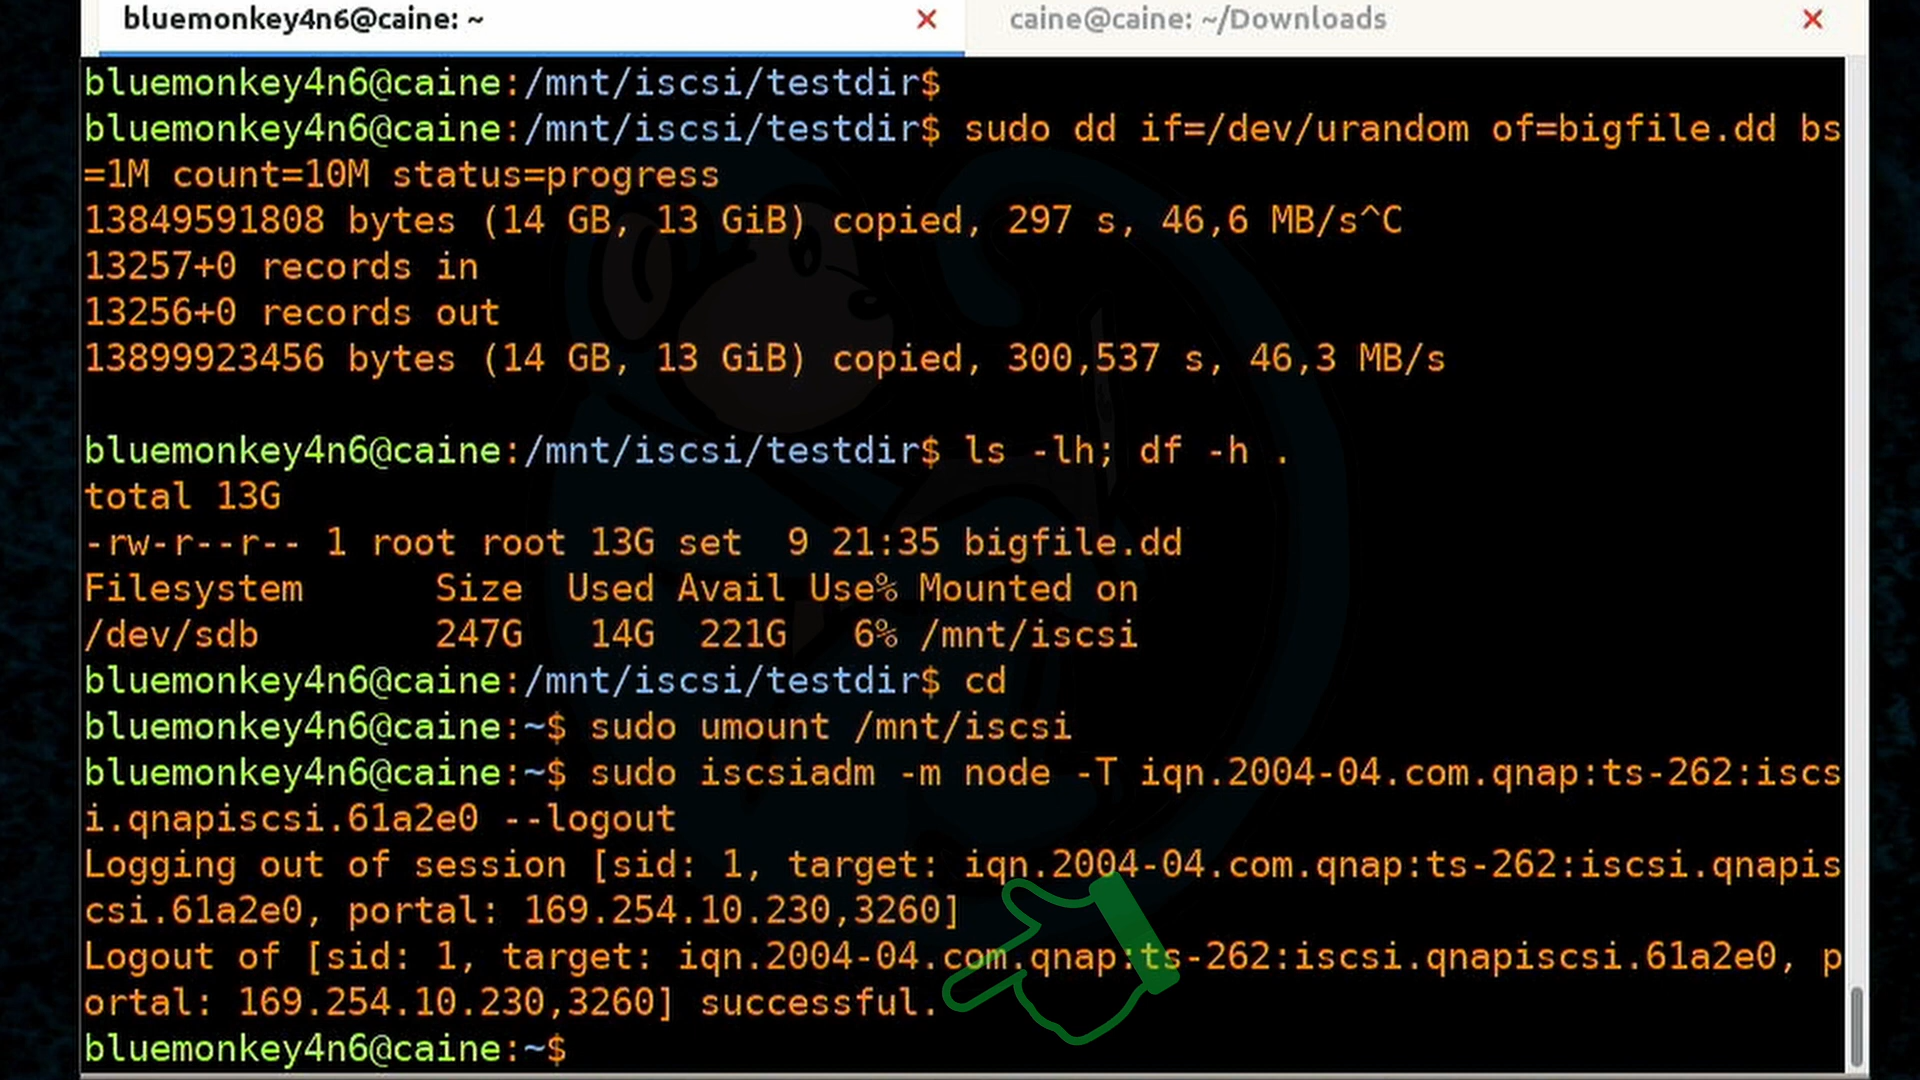 bluemonkey4n6@caine: ~
caine@caine: ~/Downloads
bluemonkey4n6@caine:/mnt/iscsi/testdir$
bluemonkey4n6@caine:/mnt/iscsi/testdir$ sudo dd if=/dev/urandom of=bigfile.dd bs
=1M count=10M status=progress
13849591808 bytes (14 GB, 13 GiB) copied, 297 s, 46,6 MB/s^C
13257+0 records in
13256+0 records out
13899923456 bytes (14 GB, 13 GiB) copied, 300,537 s, 46,3 MB/s
bluemonkey4n6@caine:/mnt/iscsi/testdir$ ls -lh; df -h .
total 13G
-rw-r--r-- 1 root root 13G set  9 21:35 bigfile.dd
Filesystem      Size  Used Avail Use% Mounted on
/dev/sdb        247G   14G  221G   6% /mnt/iscsi
bluemonkey4n6@caine:/mnt/iscsi/testdir$ cd
bluemonkey4n6@caine:~$ sudo umount /mnt/iscsi
bluemonkey4n6@caine:~$ sudo iscsiadm -m node -T iqn.2004-04.com.qnap:ts-262:iscs
i.qnapiscsi.61a2e0 --logout
Logging out of session [sid: 1, target: iqn.2004-04.com.qnap:ts-262:iscsi.qnapis
csi.61a2e0, portal: 169.254.10.230,3260]
Logout of [sid: 1, target: iqn.2004-04.com.qnap:ts-262:iscsi.qnapiscsi.61a2e0, p
ortal: 169.254.10.230,3260] successful.
bluemonkey4n6@caine:~$